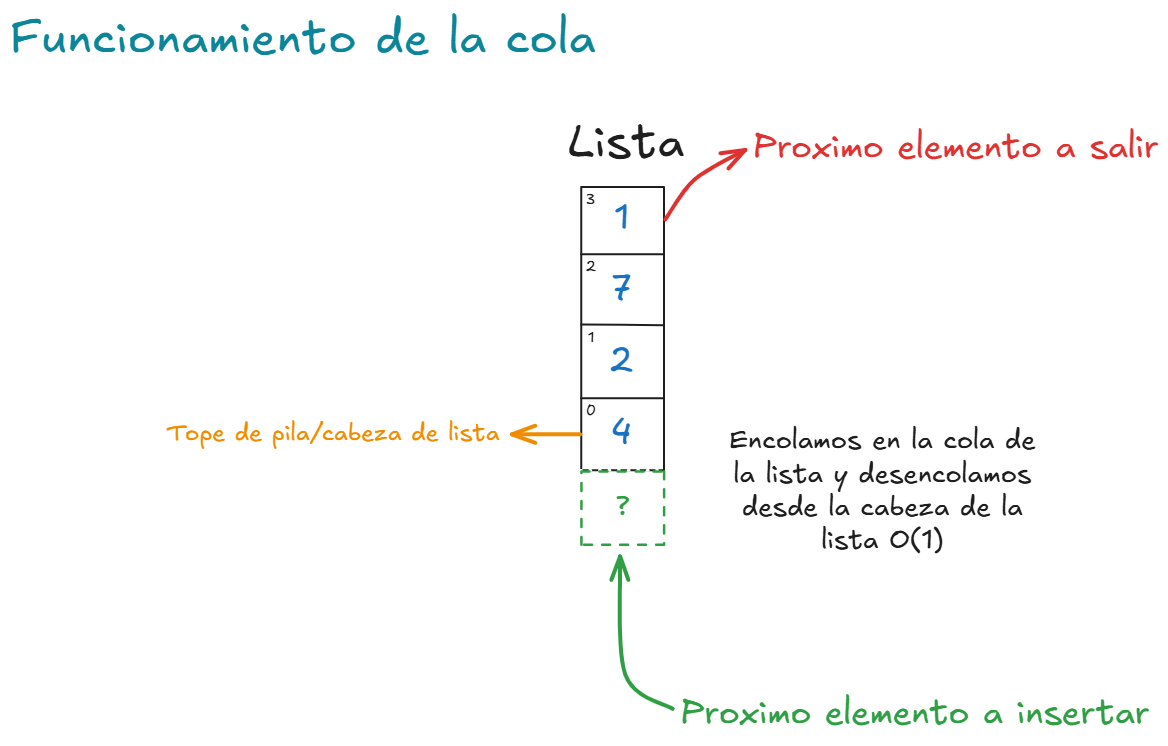 Funcionamiento de la cola
Lista
Proximo elemento a salir
3
1
2
7
1
2
0
4
Tope de pila/cabeza de lista
?
Encolamos en la cola de
la lista y desencolamos
desde la cabeza de la
lista O(1)
Proximo elemento a insertar